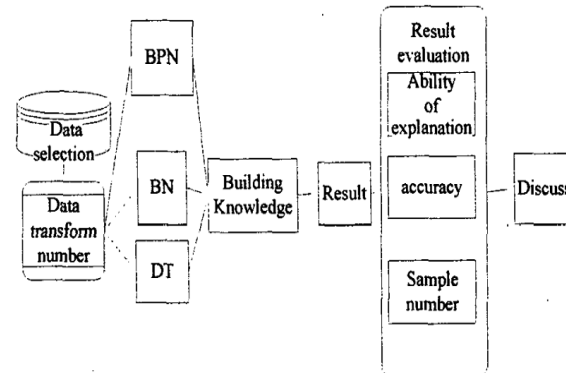 Data
selection
Data
transform
number
BPN
BN
DT
Building
Knowledge
Result
Result
evaluation
Ability
of
explanation
accuracy
Sample
number
Discuss